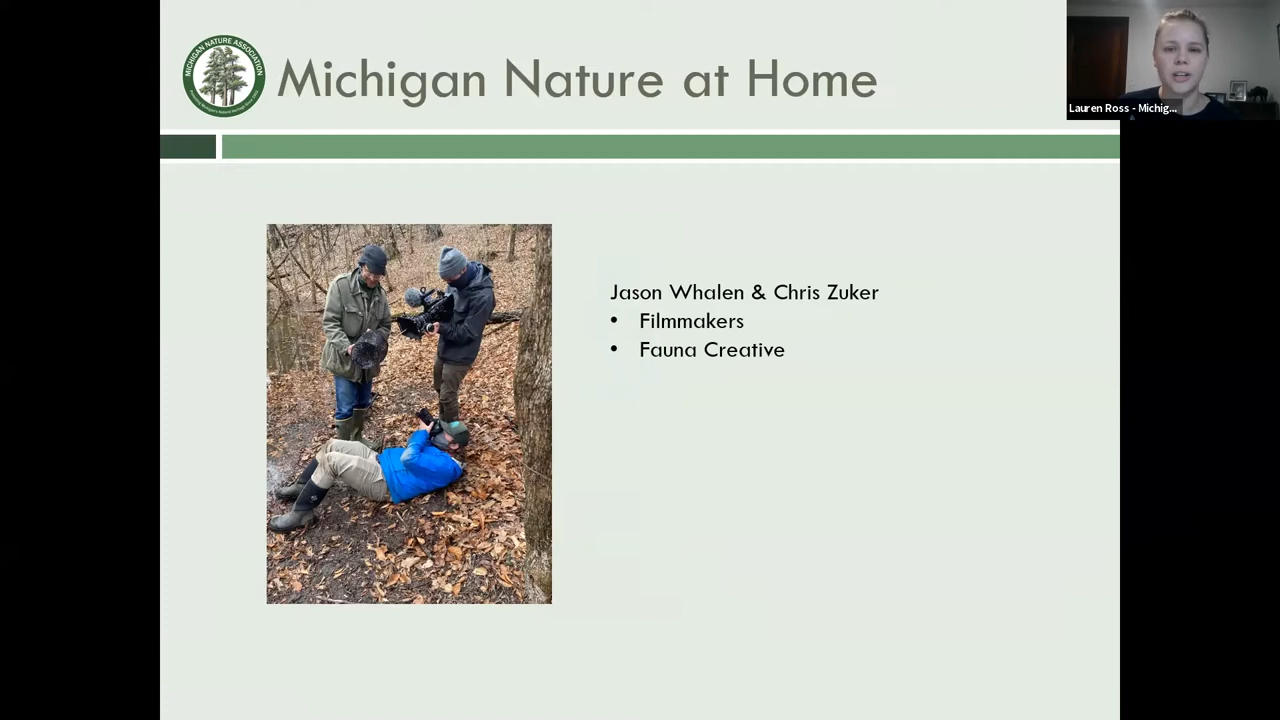 MICHIGAN NATURE ASSOCIATION
Michigan Nature at Home
Lauren Ross - Michig...
Jason Whalen & Chris Zuker
• Filmmakers
• Fauna Creative